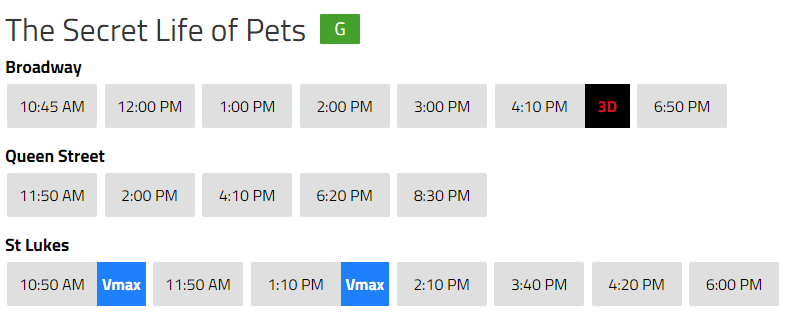 The Secret Life of Pets G
Broadway
10:45 AM 12:00 PM 1:00 PM 2:00 PM 3:00 PM 4:10 PM 3D 6:50 PM
Queen Street
11:50 AM 2:00 PM 4:10 PM 6:20 PM 8:30 PM
St Lukes
10:50 AM Vmax 11:50 AM 1:10 PM Vmax 2:10 PM 3:40 PM 4:20 PM 6:00 PM